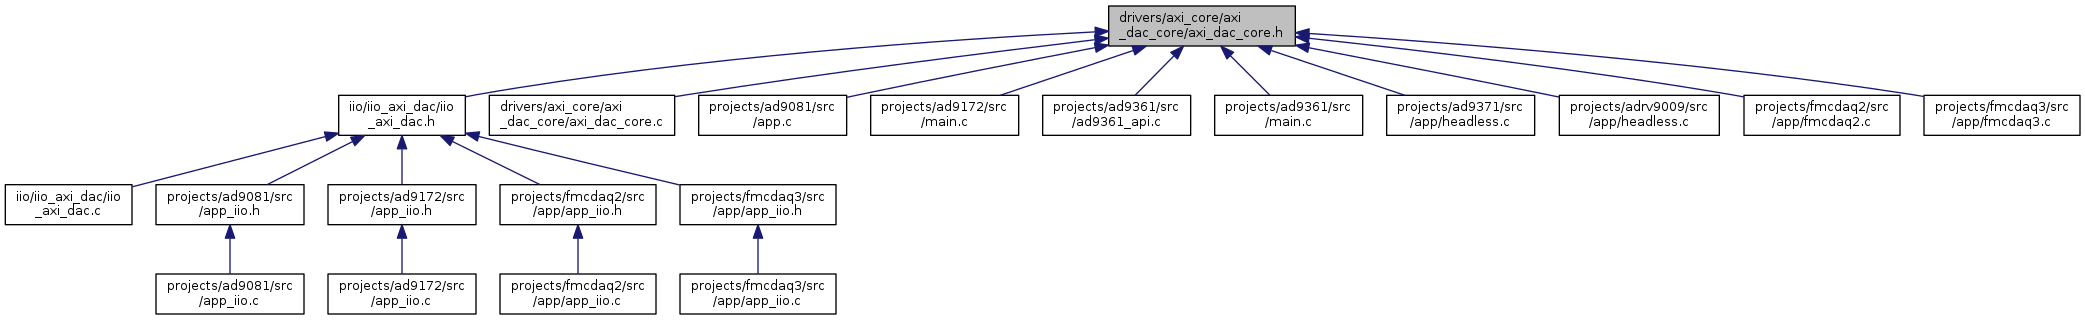 drivers/axi_core/axi
_dac_core/axi_dac_core.h
iio/iio_axi_dac/iio
_axi_dac.h
drivers/axi_core/axi
_dac_core/axi_dac_core.c
projects/ad9081/src
/app.c
projects/ad9172/src
/main.c
projects/ad9361/src
/ad9361_api.c
projects/ad9361/src
/main.c
projects/ad9371/src
/app/headless.c
projects/adrv9009/src
/app/headless.c
projects/fmcdaq2/src
/app/fmcdaq2.c
projects/fmcdaq3/src
/app/fmcdaq3.c
iio/iio_axi_dac/iio
_axi_dac.c
projects/ad9081/src
/app_iio.h
projects/ad9172/src
/app_iio.h
projects/fmcdaq2/src
/app/app_iio.h
projects/fmcdaq3/src
/app/app_iio.h
projects/ad9081/src
/app_iio.c
projects/ad9172/src
/app_iio.c
projects/fmcdaq2/src
/app/app_iio.c
projects/fmcdaq3/src
/app/app_iio.c